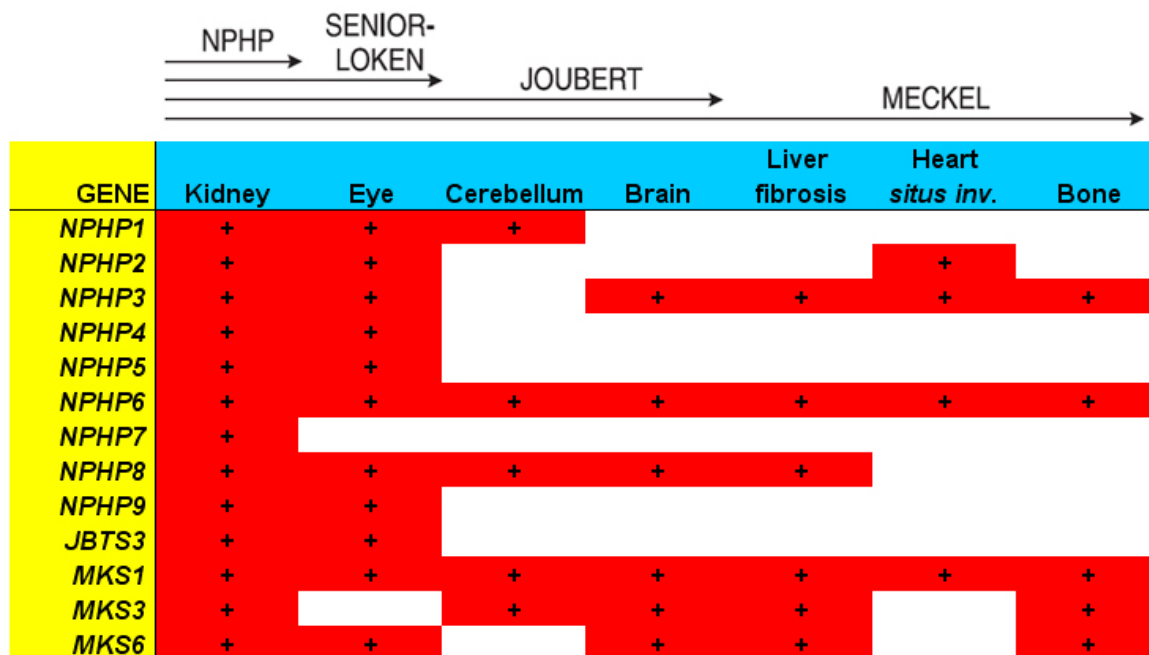 NPHP
SENIOR-
LOKEN
JOUBERT
MECKEL
GENE Kidney Eye Cerebellum Brain Liver fibrosis Heart situs inv. Bone
NPHP1 + + +
NPHP2 + + +
NPHP3 + + + + + +
NPHP4 + +
NPHP5 + +
NPHP6 + + + + + + +
NPHP7 +
NPHP8 + + + + +
NPHP9 + +
JBTS3 + +
MKS1 + + + + + + +
MKS3 + + + + +
MKS6 + + + + +